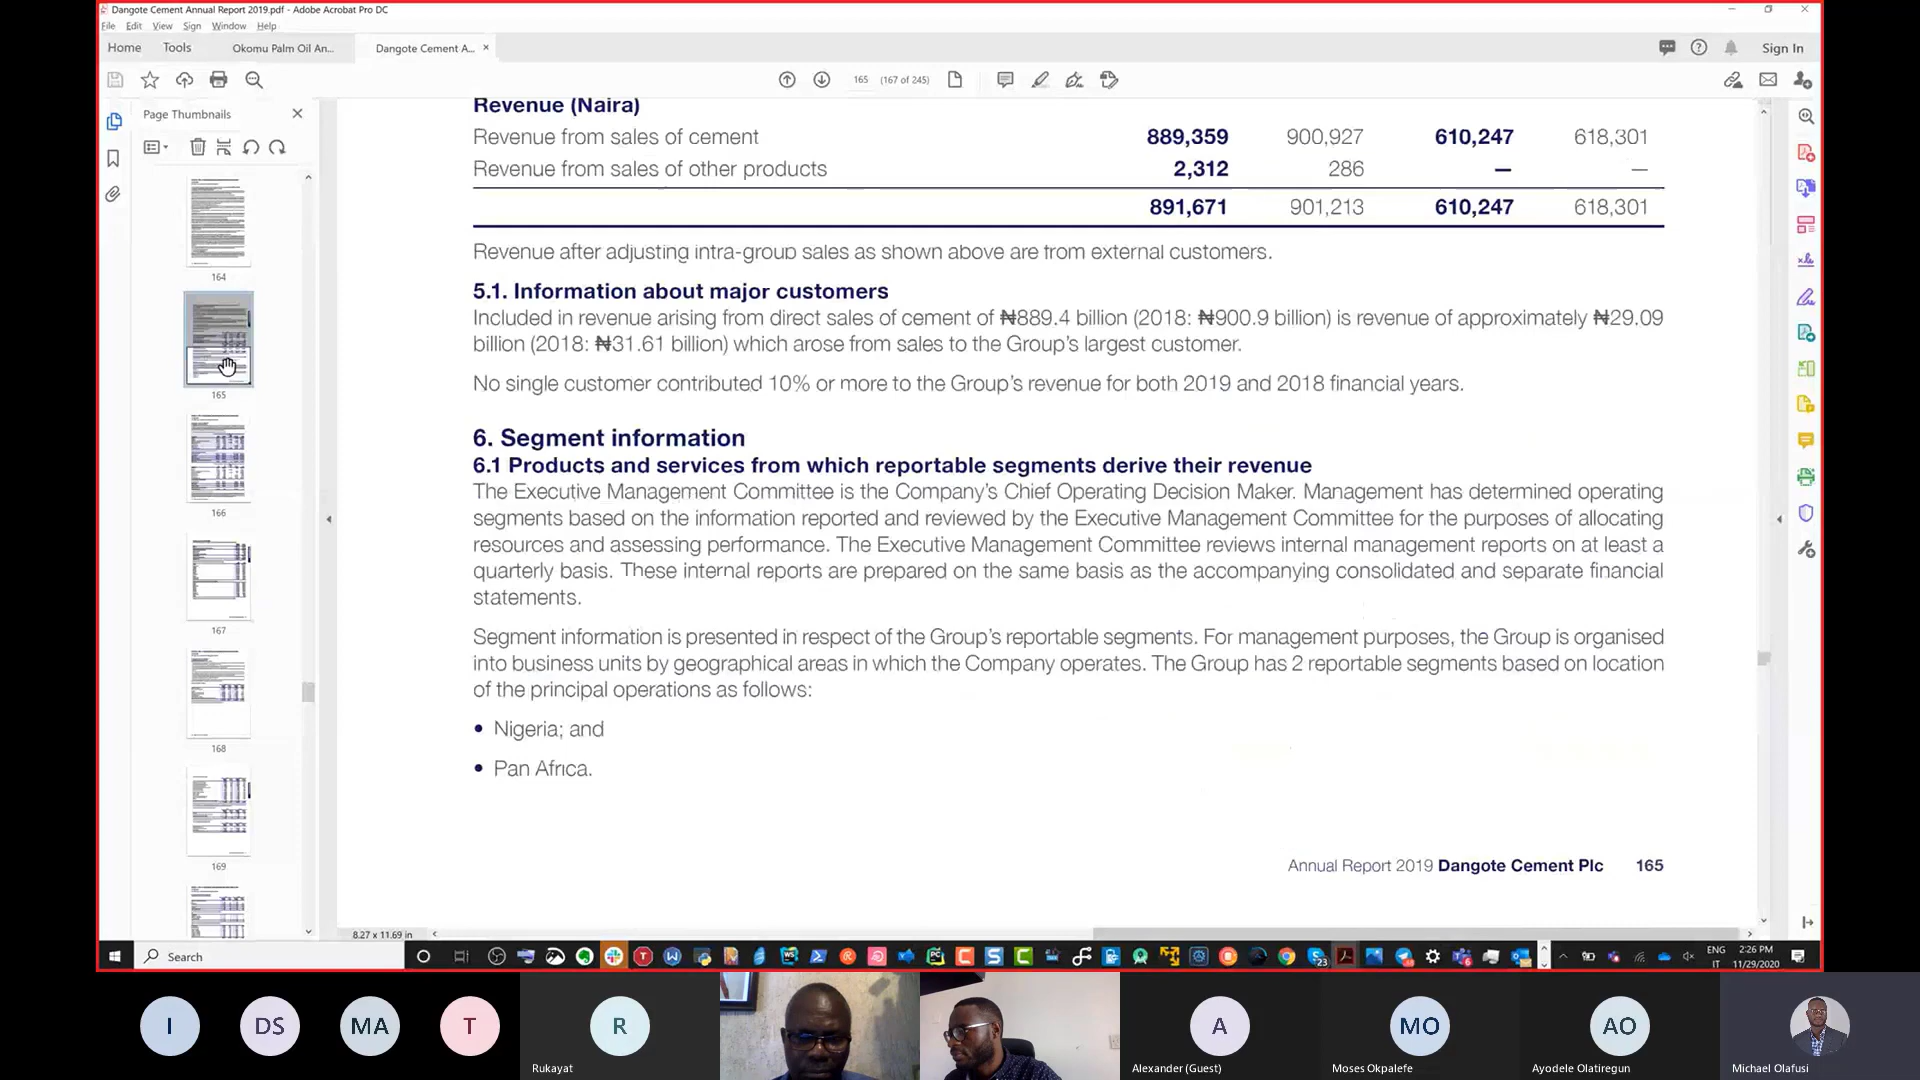 Dangote Cement Annual Report 2019.pdf - Adobe Acrobat Pro DC
File Edit View Sign Window Help
Home Tools Okomu Palm Oil An... Dangote Cement A... × Sign In
165 (167 of 245)
Page Thumbnails
164
165
166
167
168
169
Revenue (Naira)
Revenue from sales of cement 889,359 900,927 610,247 618,301
Revenue from sales of other products 2,312 286 — —
891,671 901,213 610,247 618,301
Revenue after adjusting intra-group sales as shown above are from external customers.
5.1. Information about major customers
Included in revenue arising from direct sales of cement of ₦889.4 billion (2018: ₦900.9 billion) is revenue of approximately ₦29.09
billion (2018: ₦31.61 billion) which arose from sales to the Group's largest customer.
No single customer contributed 10% or more to the Group's revenue for both 2019 and 2018 financial years.
6. Segment information
6.1 Products and services from which reportable segments derive their revenue
The Executive Management Committee is the Company's Chief Operating Decision Maker. Management has determined operating
segments based on the information reported and reviewed by the Executive Management Committee for the purposes of allocating
resources and assessing performance. The Executive Management Committee reviews internal management reports on at least a
quarterly basis. These internal reports are prepared on the same basis as the accompanying consolidated and separate financial
statements.
Segment information is presented in respect of the Group's reportable segments. For management purposes, the Group is organised
into business units by geographical areas in which the Company operates. The Group has 2 reportable segments based on location
of the principal operations as follows:
• Nigeria; and
• Pan Africa.
Annual Report 2019 Dangote Cement Plc 165
8.27 x 11.69 in
Search
ENG
IT
2:26 PM
11/29/2020
I DS MA T R A MO AO
Rukayat Alexander (Guest) Moses Okpalefe Ayodele Olatiregun Michael Olafusi